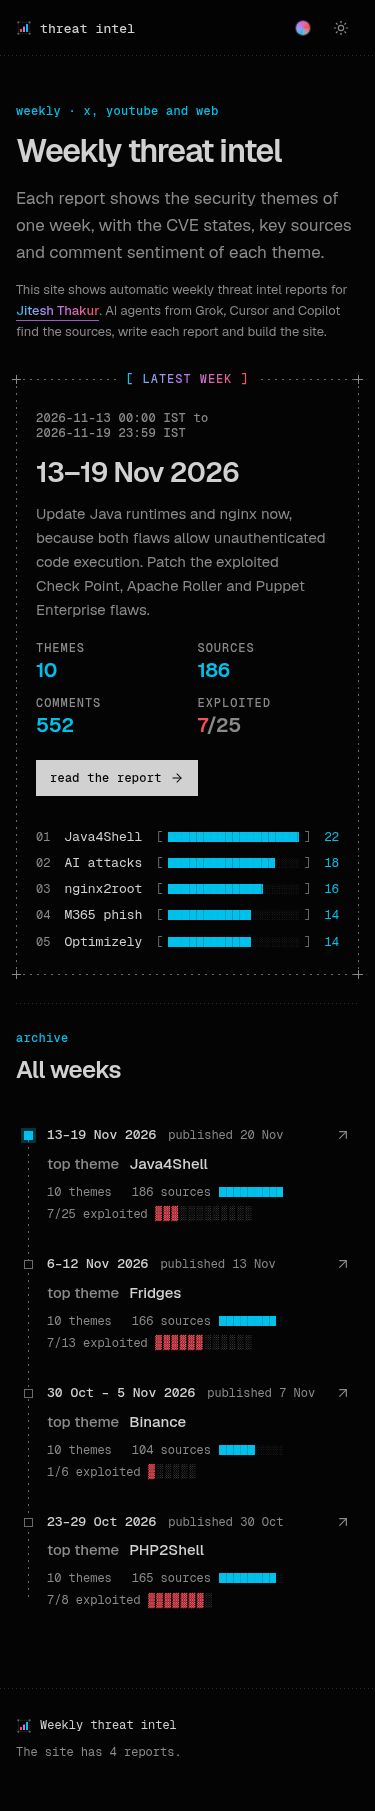 threat intel
weekly · x, youtube and web
Weekly threat intel
Each report shows the security themes of
one week, with the CVE states, key sources
and comment sentiment of each theme.
This site shows automatic weekly threat intel reports for
Jitesh Thakur. AI agents from Grok, Cursor and Copilot
find the sources, write each report and build the site.
[ LATEST WEEK ]
2026-11-13 00:00 IST to
2026-11-19 23:59 IST
13–19 Nov 2026
Update Java runtimes and nginx now,
because both flaws allow unauthenticated
code execution. Patch the exploited
Check Point, Apache Roller and Puppet
Enterprise flaws.
THEMES SOURCES
10 186
COMMENTS EXPLOITED
552 7/25
read the report →
01 Java4Shell [ ] 22
02 AI attacks [ ] 18
03 nginx2root [ ] 16
04 M365 phish [ ] 14
05 Optimizely [ ] 14
archive
All weeks
13–19 Nov 2026 published 20 Nov
top theme Java4Shell
10 themes 186 sources
7/25 exploited
6–12 Nov 2026 published 13 Nov
top theme Fridges
10 themes 166 sources
7/13 exploited
30 Oct – 5 Nov 2026 published 7 Nov
top theme Binance
10 themes 104 sources
1/6 exploited
23–29 Oct 2026 published 30 Oct
top theme PHP2Shell
10 themes 165 sources
7/8 exploited
Weekly threat intel
The site has 4 reports.